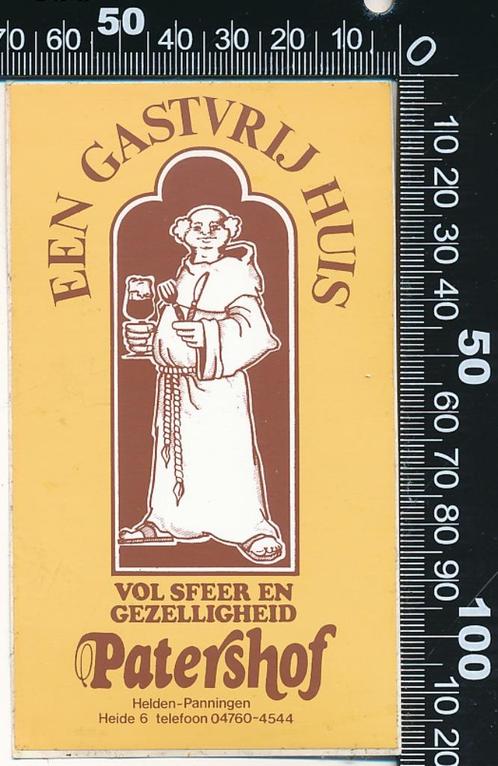 70 60 50 40 30 20 10 0
EEN GASTVRIJ HUIS
VOL SFEER EN
GEZELLIGHEID
Patershof
Helden-Panningen
Heide 6 telefoon 04760-4544
10 20 30 40 50 60 70 80 90 100 10 20